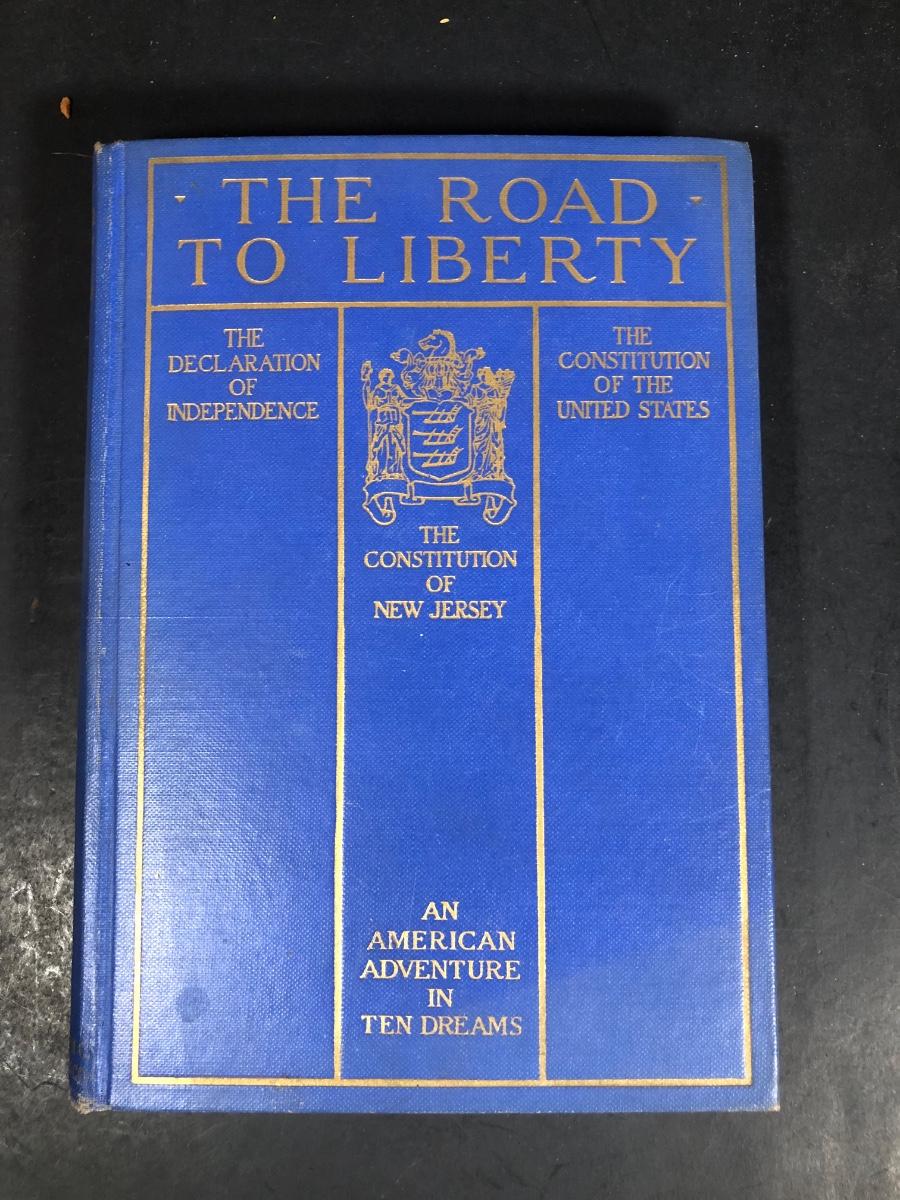 THE ROAD
TO LIBERTY
THE
DECLARATION
OF
INDEPENDENCE
THE
CONSTITUTION
OF
NEW JERSEY
AN
AMERICAN
ADVENTURE
IN
TEN DREAMS
THE
CONSTITUTION
OF THE
UNITED STATES